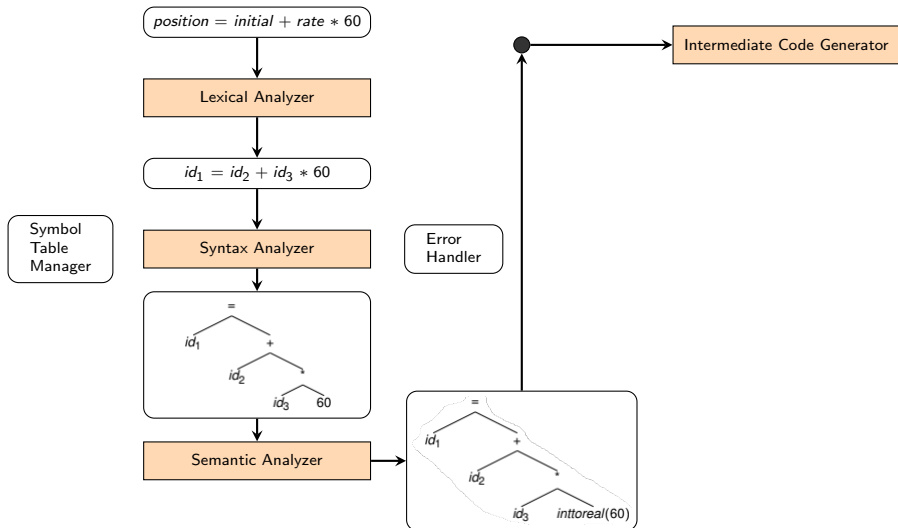 position = initial + rate * 60
Intermediate Code Generator
Lexical Analyzer
id₁ = id₂ + id₃ * 60
Symbol
Table
Manager
Syntax Analyzer
Error
Handler
=
id₁
+
id₂
*
id₃ 60
Semantic Analyzer
=
id₁
+
id₂
*
id₃ inttoreal(60)